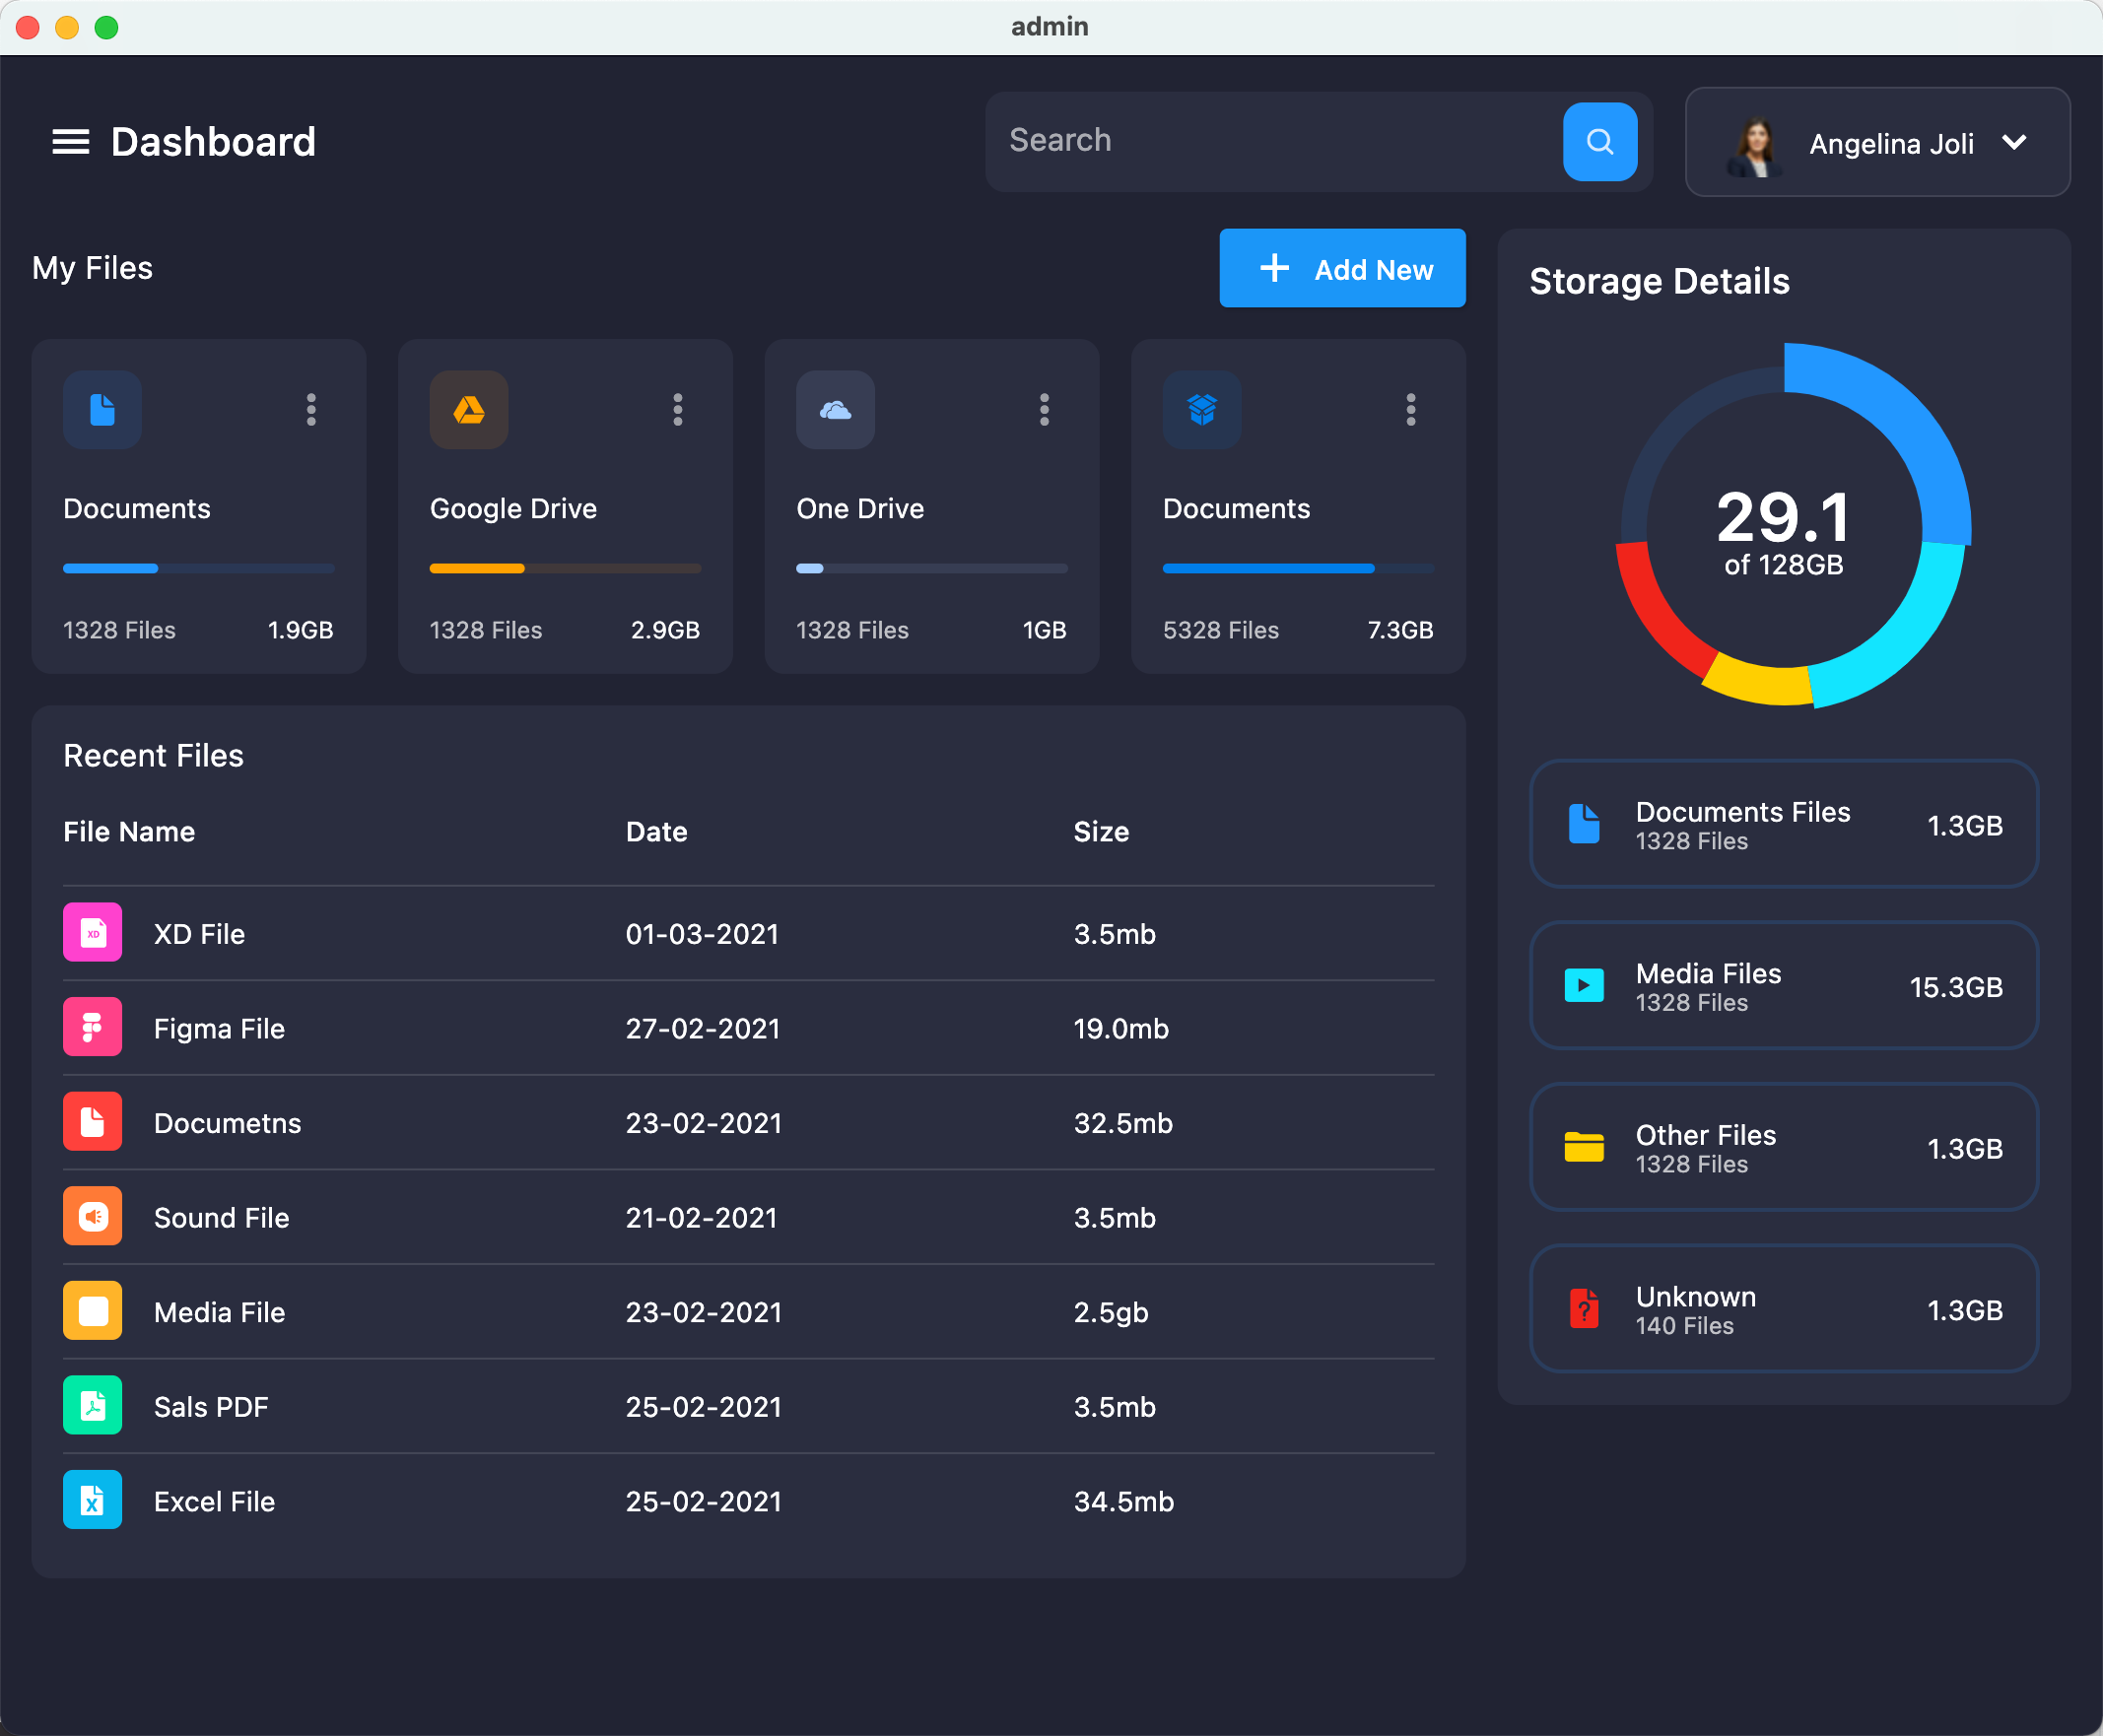 admin
Dashboard
Search
Angelina Joli
My Files
Add New
Documents
1328 Files 1.9GB
Google Drive
1328 Files 2.9GB
One Drive
1328 Files 1GB
Documents
5328 Files 7.3GB
Recent Files
File Name Date Size
XD
XD File 01-03-2021 3.5mb
Figma File 27-02-2021 19.0mb
Documetns 23-02-2021 32.5mb
Sound File 21-02-2021 3.5mb
Media File 23-02-2021 2.5gb
Sals PDF 25-02-2021 3.5mb
X
Excel File 25-02-2021 34.5mb
Storage Details
29.1
of 128GB
Documents Files
1328 Files
1.3GB
Media Files
1328 Files
15.3GB
Other Files
1328 Files
1.3GB
?
Unknown
140 Files
1.3GB